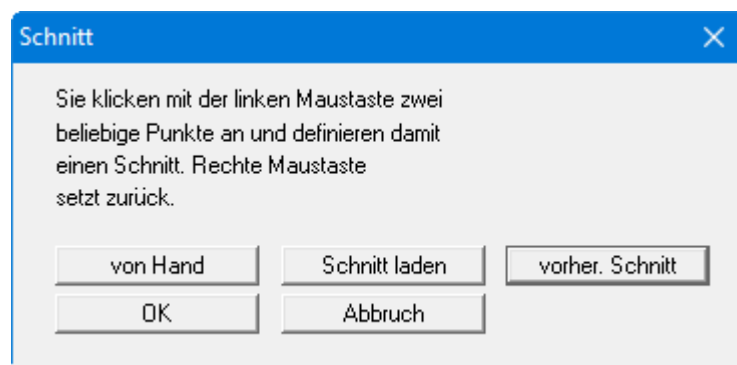 Schnitt
Sie klicken mit der linken Maustaste zwei
beliebige Punkte an und definieren damit
einen Schnitt. Rechte Maustaste
setzt zurück.
von Hand Schnitt laden vorher. Schnitt
OK Abbruch